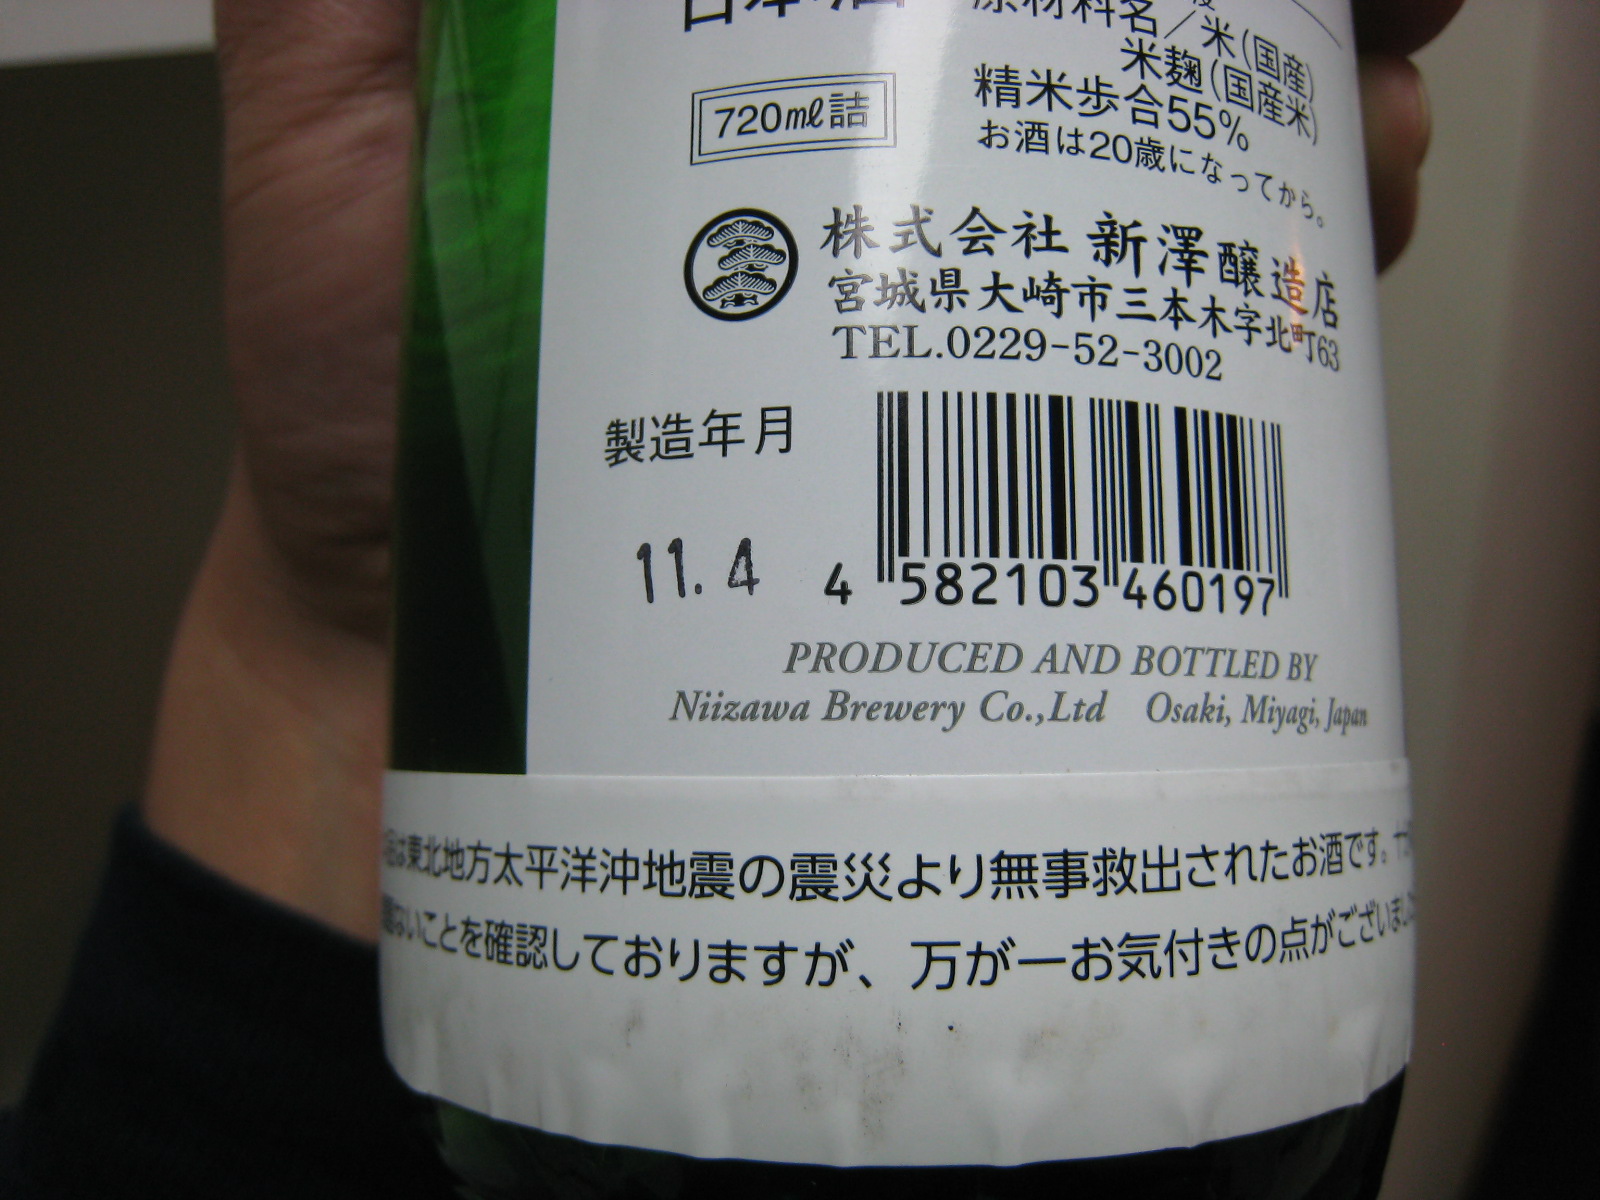 日本酒
原材料名／米(国産)
米麹(国産米)
精米歩合55%
720ml詰
お酒は20歳になってから。
株式会社 新澤醸造店
宮城県大崎市三本木字北町63
TEL.0229-52-3002
製造年月
11.4
4 582103 460197
PRODUCED AND BOTTLED BY
Niizawa Brewery Co.,Ltd Osaki, Miyagi, Japan
は東北地方太平洋沖地震の震災より無事救出されたお酒です。
ないことを確認しておりますが、万が一お気付きの点がございまし